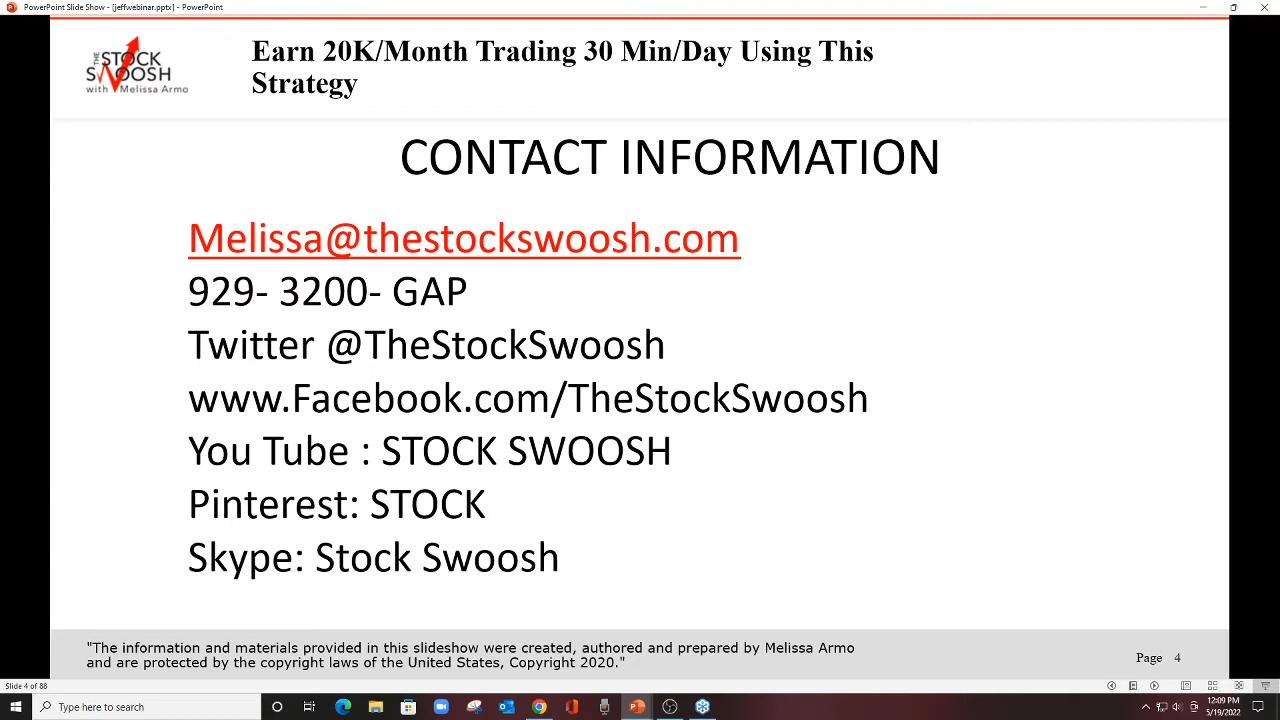 PowerPoint Slide Show - [jeffwebinar.pptx] - PowerPoint
THE
STOCK
SWOOSH
with Melissa Armo
Earn 20K/Month Trading 30 Min/Day Using This
Strategy
CONTACT INFORMATION
Melissa@thestockswoosh.com
929- 3200- GAP
Twitter @TheStockSwoosh
www.Facebook.com/TheStockSwoosh
You Tube : STOCK SWOOSH
Pinterest: STOCK
Skype: Stock Swoosh
"The information and materials provided in this slideshow were created, authored and prepared by Melissa Armo
and are protected by the copyright laws of the United States, Copyright 2020."
Page 4
Slide 4 of 88
Type here to search
12:09 PM
5/19/2022